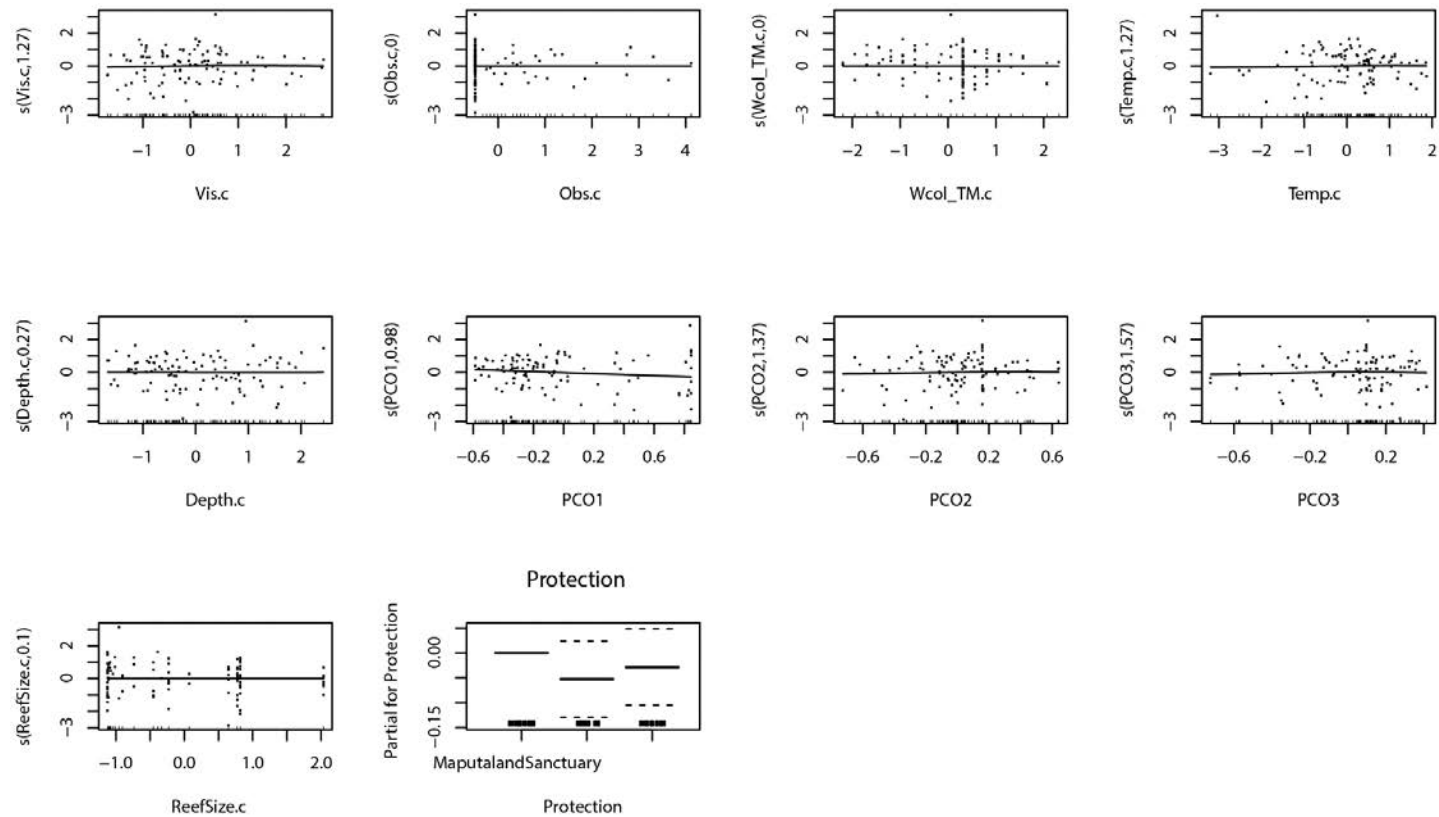 s(Vis.c,1.27)
2
0
−3
−1 0 1 2
Vis.c
s(Obs.c,0)
2
0
−3
0 1 2 3 4
Obs.c
s(Wcol_TM.c,0)
2
0
−3
−2 −1 0 1 2
Wcol_TM.c
s(Temp.c,1.27)
2
0
−3
−3 −2 −1 0 1 2
Temp.c
s(Depth.c,0.27)
2
0
−3
−1 0 1 2
Depth.c
s(PCO1,0.98)
2
0
−3
−0.6 −0.2 0.2 0.6
PCO1
s(PCO2,1.37)
2
0
−3
−0.6 −0.2 0.2 0.6
PCO2
s(PCO3,1.57)
2
0
−3
−0.6 −0.2 0.2
PCO3
s(ReefSize.c,0.1)
2
0
−3
−1.0 0.0 1.0 2.0
ReefSize.c
Protection
Partial for Protection
0.00
−0.15
MaputalandSanctuary
Protection